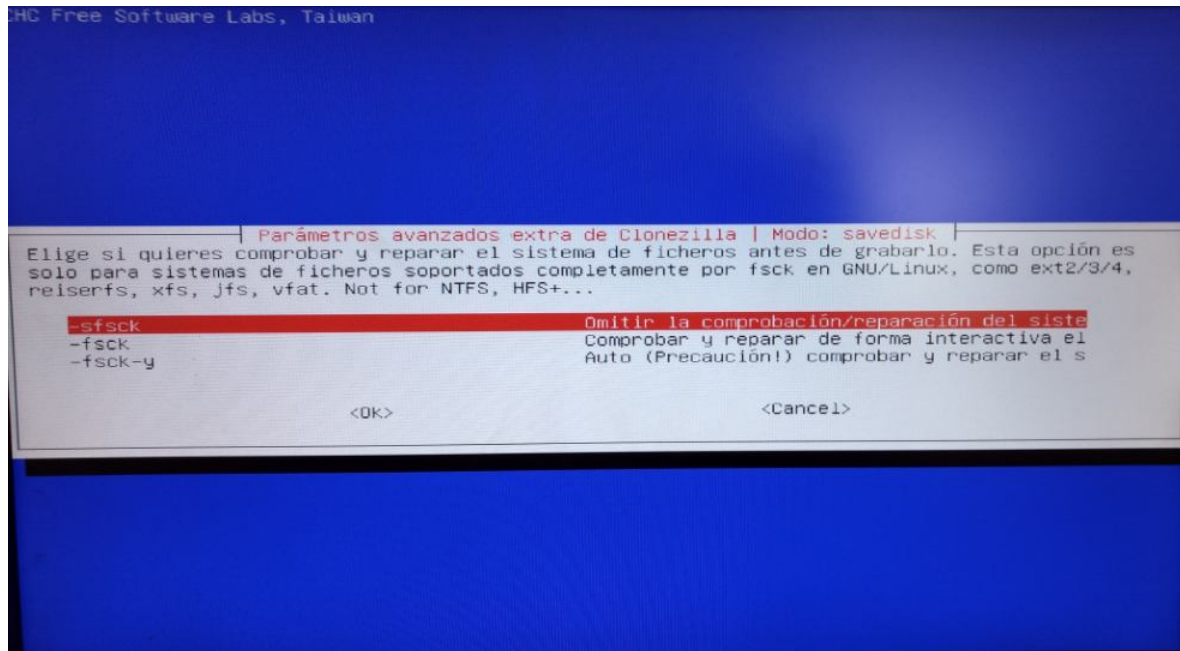 CHC Free Software Labs, Taiwan
Parámetros avanzados extra de Clonezilla | Modo: savedisk
Elige si quieres comprobar y reparar el sistema de ficheros antes de grabarlo. Esta opción es
solo para sistemas de ficheros soportados completamente por fsck en GNU/Linux, como ext2/3/4,
reiserfs, xfs, jfs, vfat. Not for NTFS, HFS+...
-sfsck Omitir la comprobación/reparación del siste
-fsck Comprobar y reparar de forma interactiva el
-fsck-y Auto (Precaución!) comprobar y reparar el s
<Ok> <Cancel>